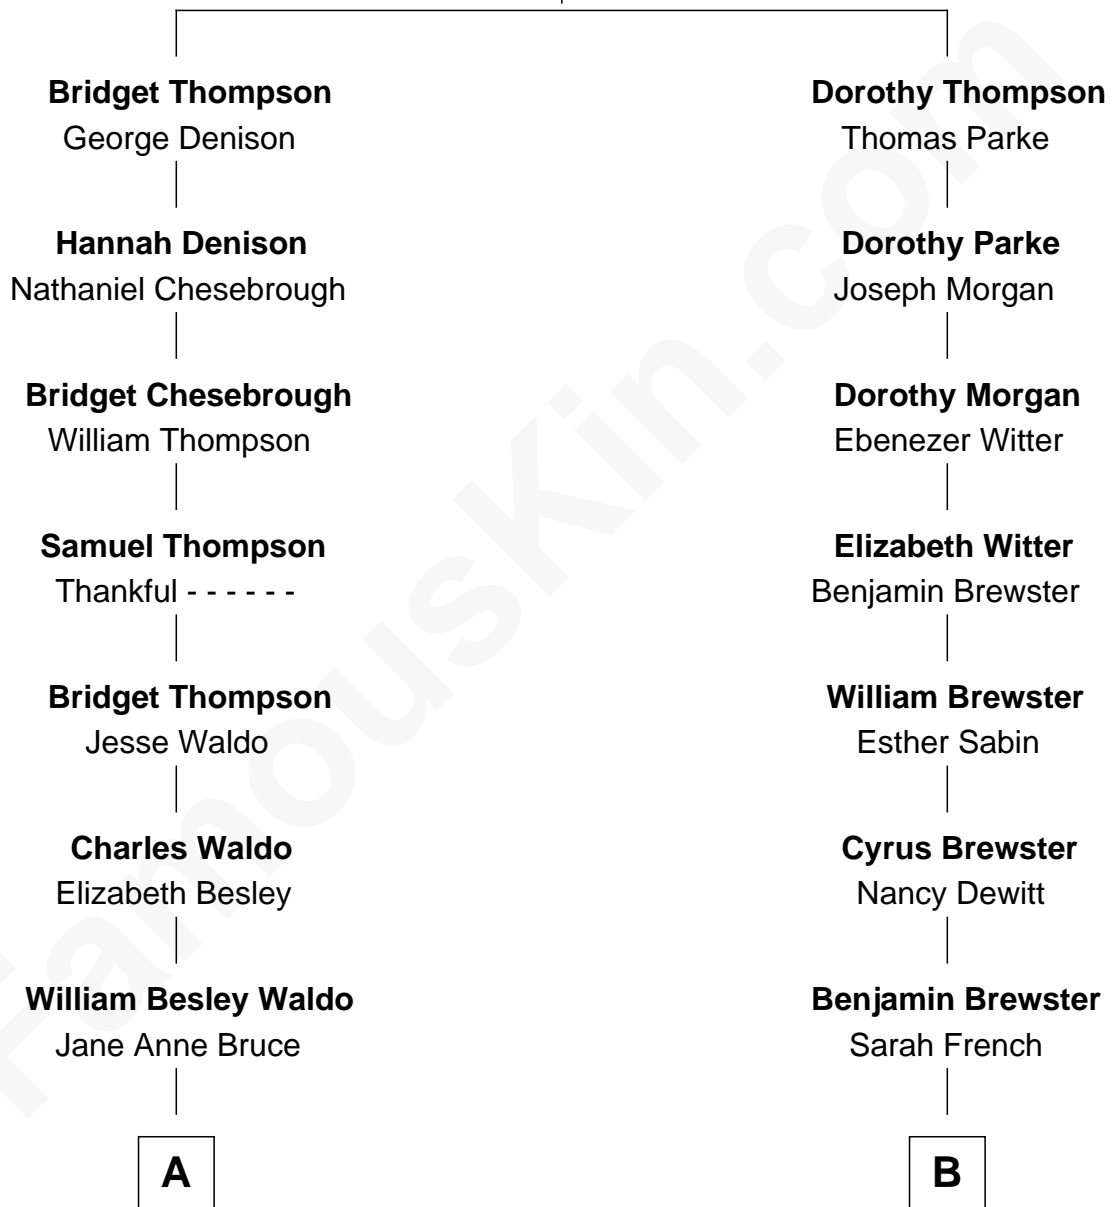 Bridget Thompson
George Denison
Hannah Denison
Nathaniel Chesebrough
Bridget Chesebrough
William Thompson
Samuel Thompson
Thankful - - - - - -
Bridget Thompson
Jesse Waldo
Charles Waldo
Elizabeth Besley
William Besley Waldo
Jane Anne Bruce
A
Dorothy Thompson
Thomas Parke
Dorothy Parke
Joseph Morgan
Dorothy Morgan
Ebenezer Witter
Elizabeth Witter
Benjamin Brewster
William Brewster
Esther Sabin
Cyrus Brewster
Nancy Dewitt
Benjamin Brewster
Sarah French
B
FamousKin.com